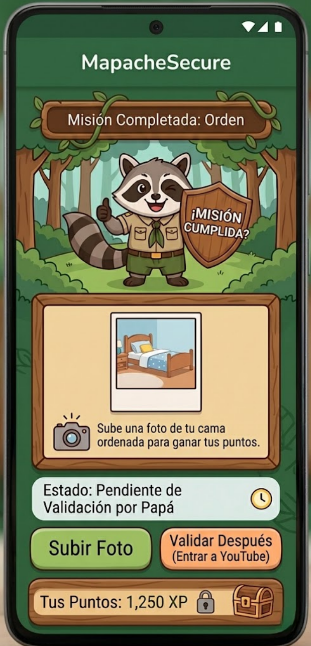 MapacheSecure
Misión Completada: Orden
¡MISIÓN
CUMPLIDA?
Sube una foto de tu cama
ordenada para ganar tus puntos.
Estado: Pendiente de
Validación por Papá
Subir Foto
Validar Después
(Entrar a YouTube)
Tus Puntos: 1,250 XP